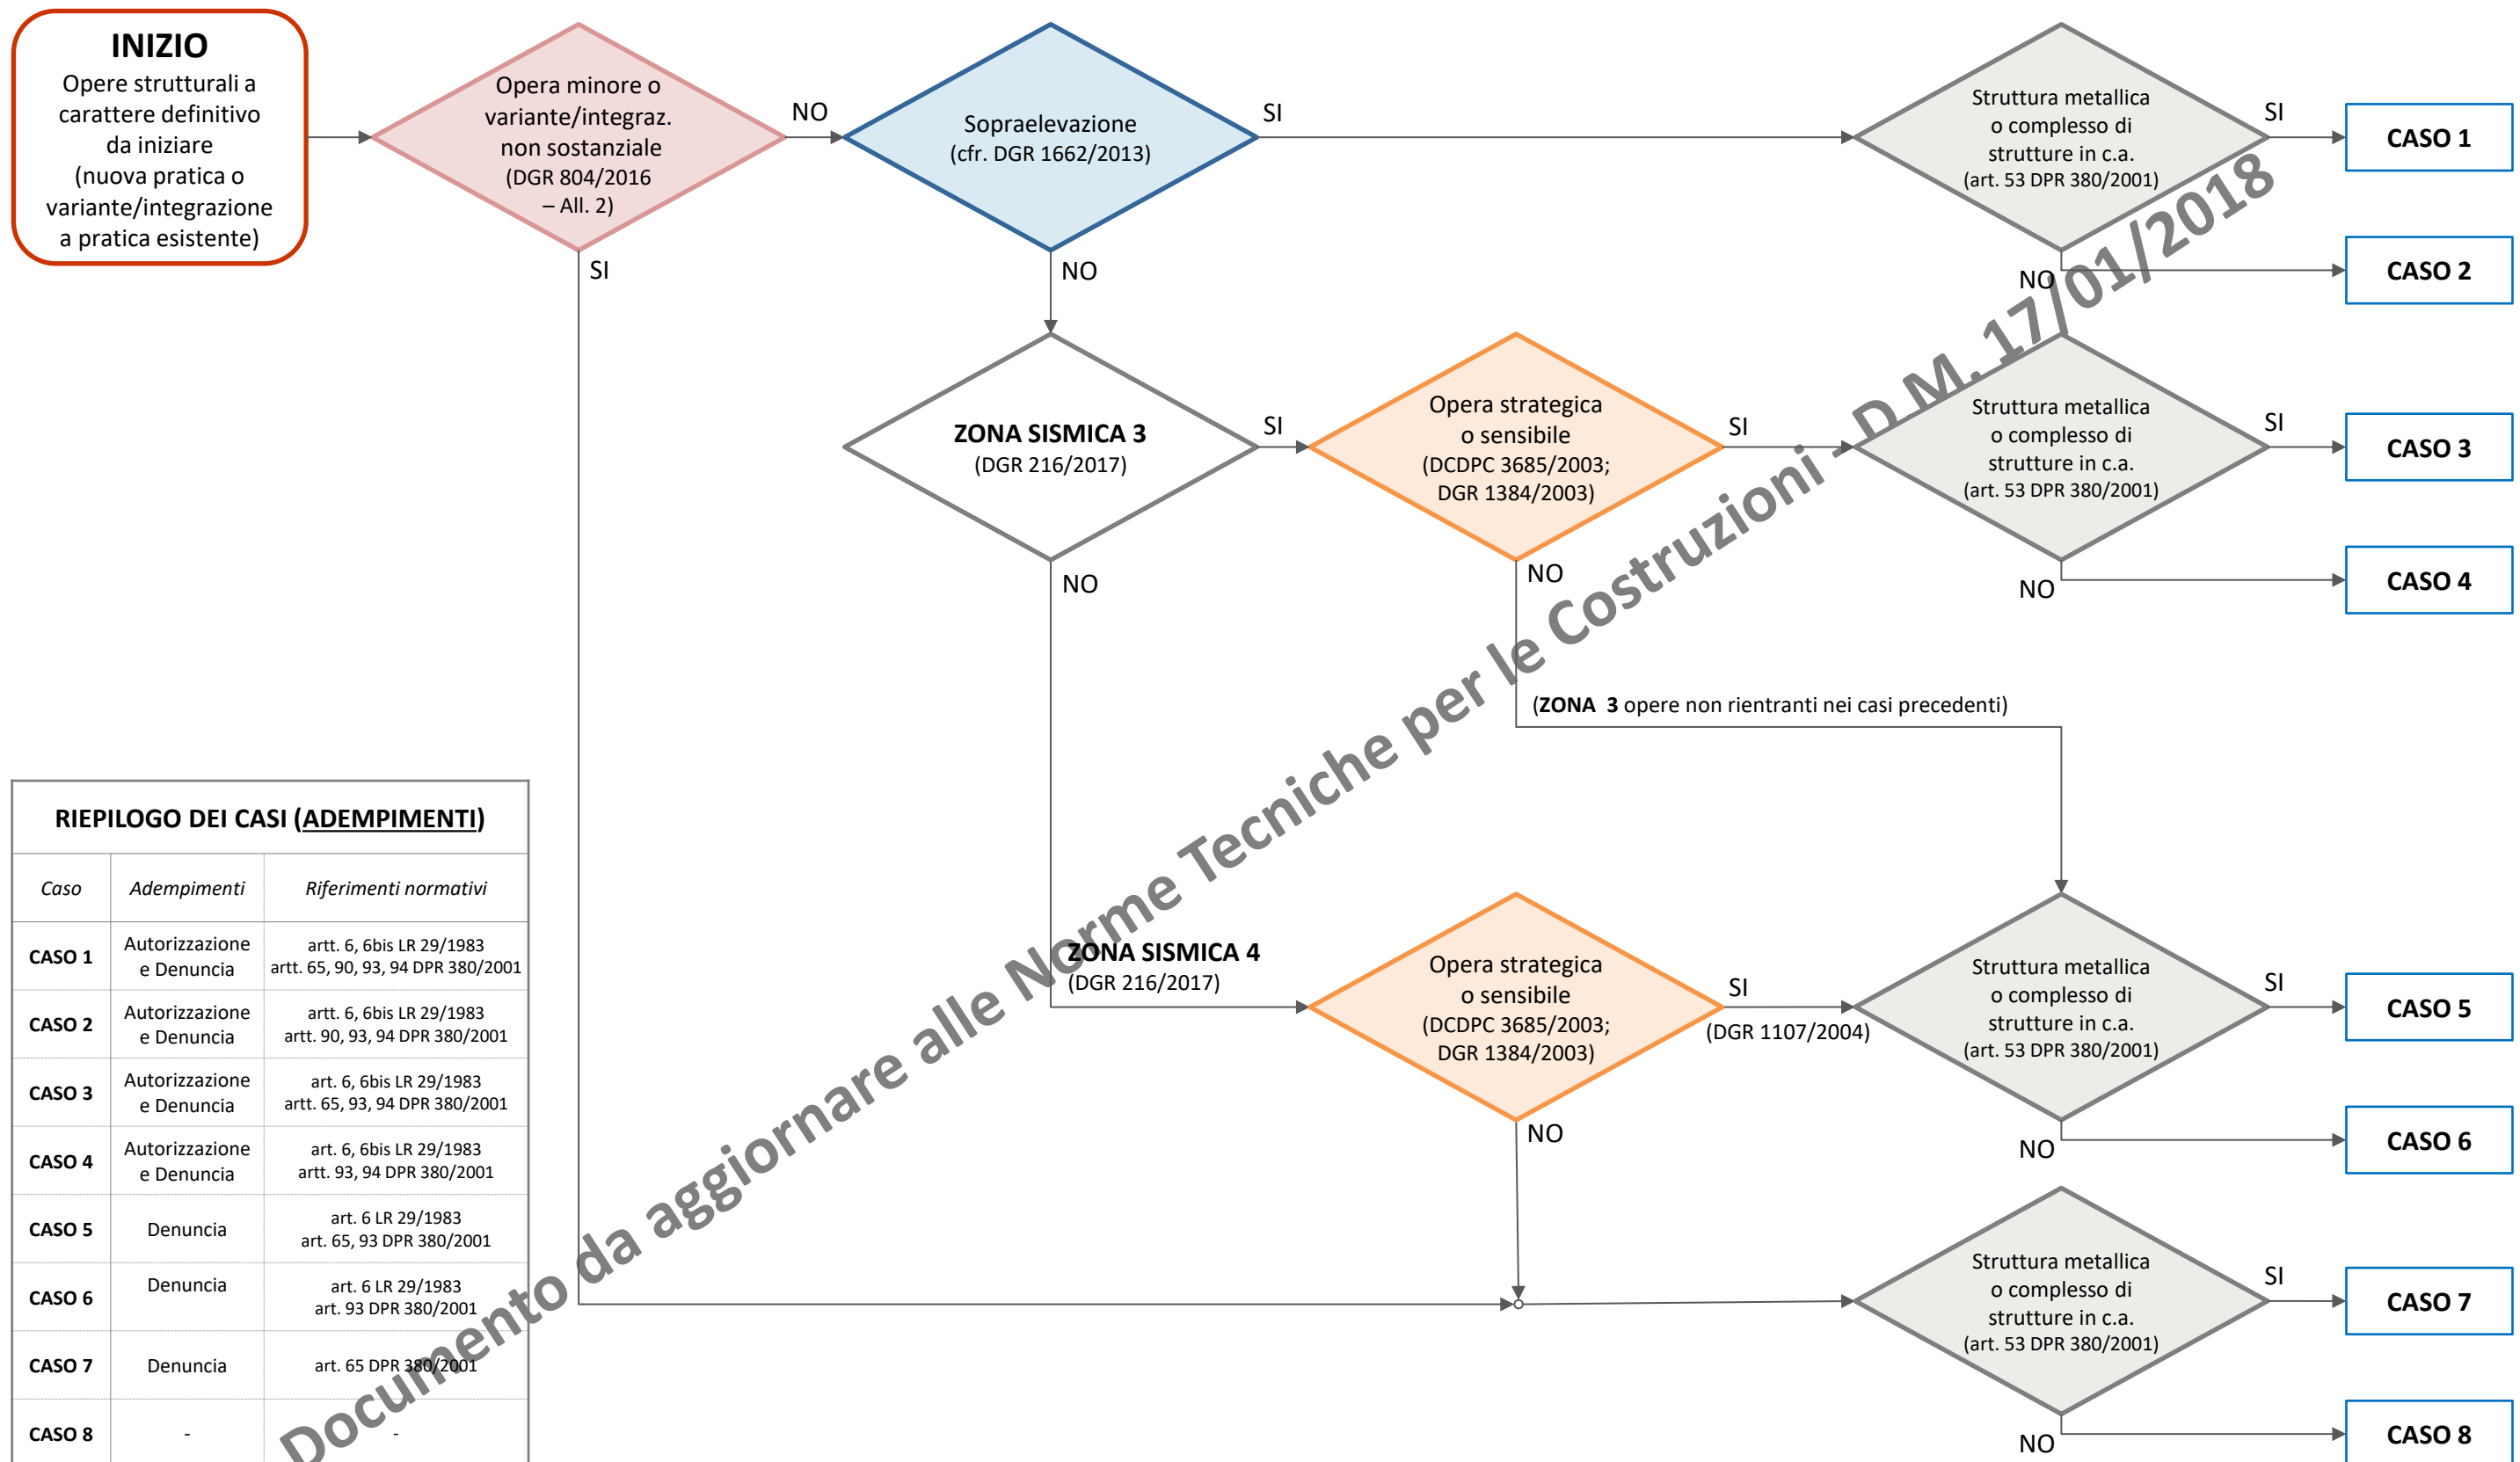 INIZIO
Opere strutturali a
carattere definitivo
da iniziare
(nuova pratica o
variante/integrazione
a pratica esistente)
Opera minore o
variante/integraz.
non sostanziale
(DGR 804/2016
– All. 2)
NO
SI
Sopraelevazione
(cfr. DGR 1662/2013)
SI
NO
Struttura metallica
o complesso di
strutture in c.a.
(art. 53 DPR 380/2001)
SI
CASO 1
NO
CASO 2
ZONA SISMICA 3
(DGR 216/2017)
SI
NO
Opera strategica
o sensibile
(DCDPC 3685/2003;
DGR 1384/2003)
SI
NO
Struttura metallica
o complesso di
strutture in c.a.
(art. 53 DPR 380/2001)
SI
CASO 3
NO
CASO 4
(ZONA 3 opere non rientranti nei casi precedenti)
ZONA SISMICA 4
(DGR 216/2017)
Opera strategica
o sensibile
(DCDPC 3685/2003;
DGR 1384/2003)
SI
(DGR 1107/2004)
NO
Struttura metallica
o complesso di
strutture in c.a.
(art. 53 DPR 380/2001)
SI
CASO 5
NO
CASO 6
Struttura metallica
o complesso di
strutture in c.a.
(art. 53 DPR 380/2001)
SI
CASO 7
NO
CASO 8
RIEPILOGO DEI CASI (ADEMPIMENTI)
Caso Adempimenti Riferimenti normativi
CASO 1 Autorizzazione e Denuncia artt. 6, 6bis LR 29/1983
artt. 65, 90, 93, 94 DPR 380/2001
CASO 2 Autorizzazione e Denuncia artt. 6, 6bis LR 29/1983
artt. 90, 93, 94 DPR 380/2001
CASO 3 Autorizzazione e Denuncia art. 6, 6bis LR 29/1983
artt. 65, 93, 94 DPR 380/2001
CASO 4 Autorizzazione e Denuncia art. 6, 6bis LR 29/1983
artt. 93, 94 DPR 380/2001
CASO 5 Denuncia art. 6 LR 29/1983
art. 65, 93 DPR 380/2001
CASO 6 Denuncia art. 6 LR 29/1983
art. 93 DPR 380/2001
CASO 7 Denuncia art. 65 DPR 380/2001
CASO 8 - -
Documento da aggiornare alle Norme Tecniche per le Costruzioni - D.M. 17/01/2018